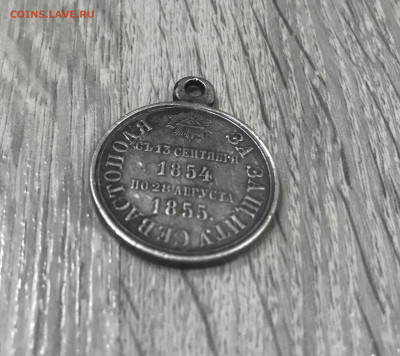 COINS.LAVE.RU
ЗА ЗАЩИТУ СЕВАСТОПОЛЯ
СЪ 13 СЕНТЯБРЯ
1854
ПО 28 АВГУСТА
1855.